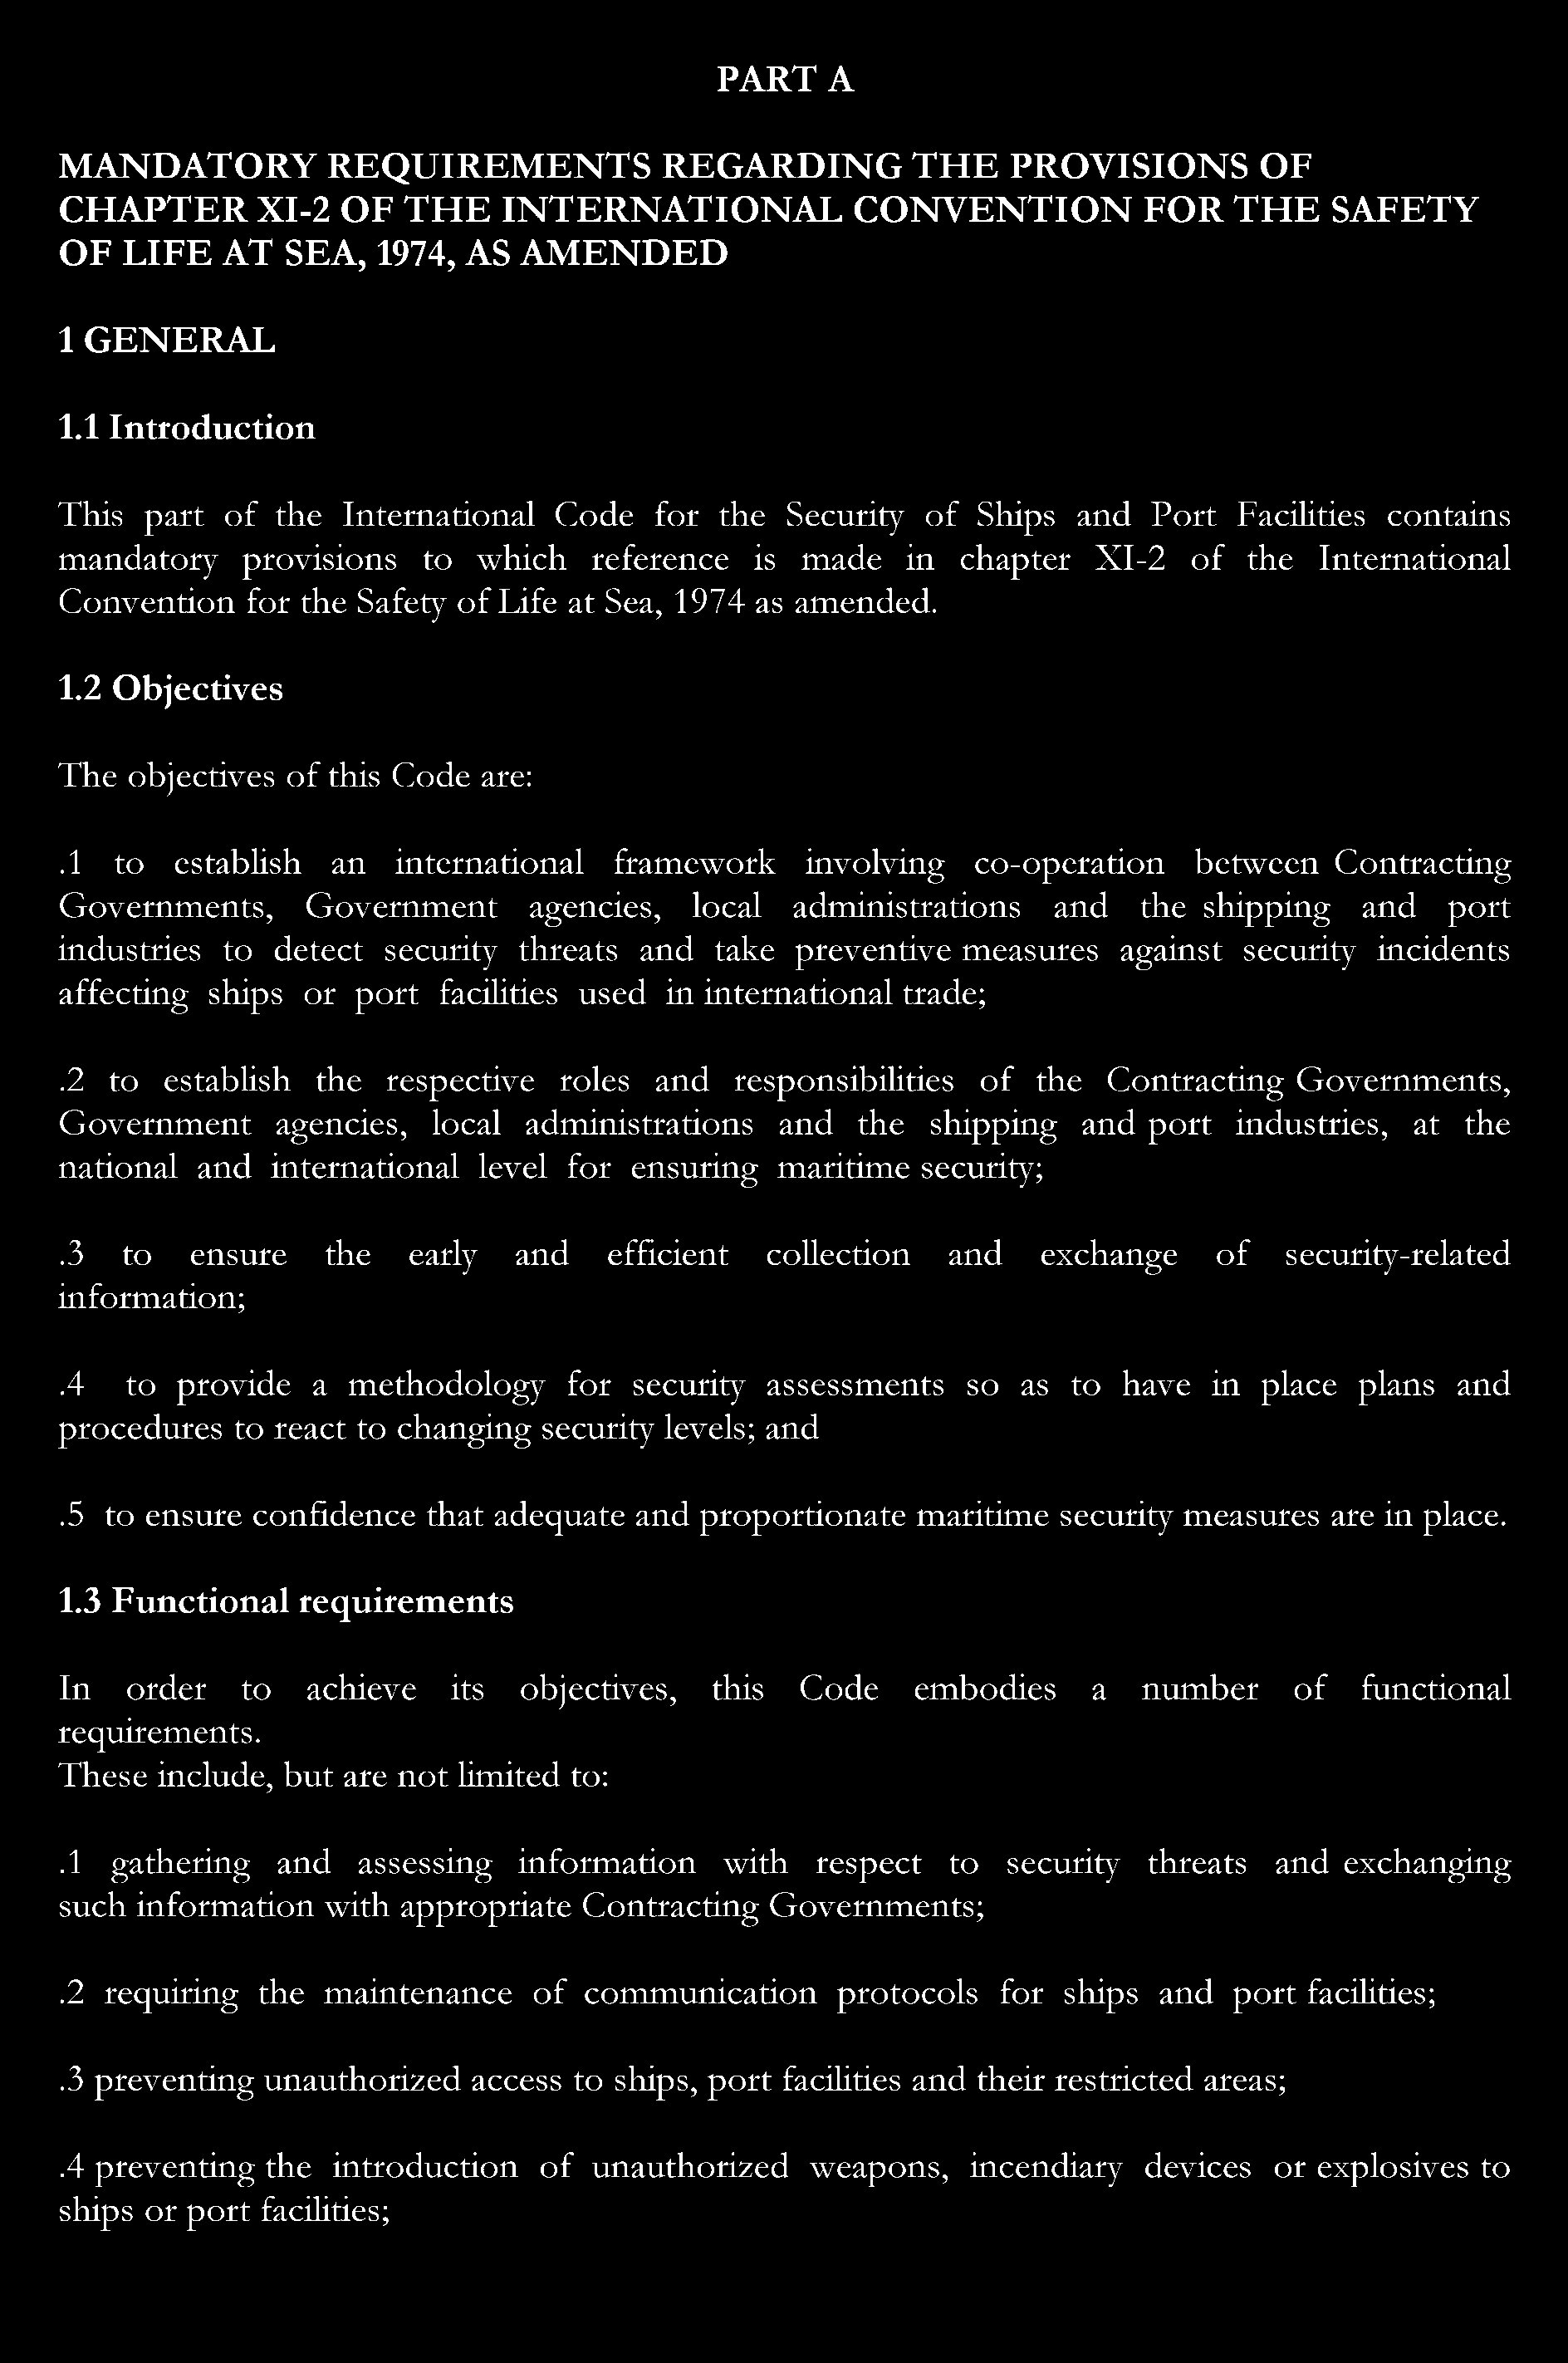 PART A
MANDATORY REQUIREMENTS REGARDING THE PROVISIONS OF
CHAPTER XI-2 OF THE INTERNATIONAL CONVENTION FOR THE SAFETY
OF LIFE AT SEA, 1974, AS AMENDED
1 GENERAL
1.1 Introduction
This part of the International Code for the Security of Ships and Port Facilities contains
mandatory provisions to which reference is made in chapter XI-2 of the International
Convention for the Safety of Life at Sea, 1974 as amended.
1.2 Objectives
The objectives of this Code are:
.1 to establish an international framework involving co-operation between Contracting
Governments, Government agencies, local administrations and the shipping and port
industries to detect security threats and take preventive measures against security incidents
affecting ships or port facilities used in international trade;
.2 to establish the respective roles and responsibilities of the Contracting Governments,
Government agencies, local administrations and the shipping and port industries, at the
national and international level for ensuring maritime security;
.3 to ensure the early and efficient collection and exchange of security-related
information;
.4 to provide a methodology for security assessments so as to have in place plans and
procedures to react to changing security levels; and
.5 to ensure confidence that adequate and proportionate maritime security measures are in place.
1.3 Functional requirements
In order to achieve its objectives, this Code embodies a number of functional
requirements.
These include, but are not limited to:
.1 gathering and assessing information with respect to security threats and exchanging
such information with appropriate Contracting Governments;
.2 requiring the maintenance of communication protocols for ships and port facilities;
.3 preventing unauthorized access to ships, port facilities and their restricted areas;
.4 preventing the introduction of unauthorized weapons, incendiary devices or explosives to
ships or port facilities;